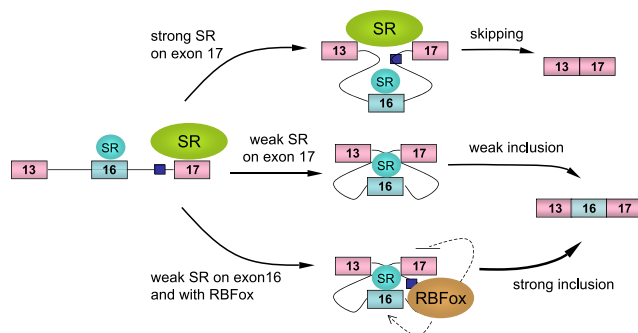 strong SR
on exon 17
SR
13
17
SR
16
skipping
13 17
SR
SR
13
16
17
weak SR
on exon 17
13
17
SR
16
weak inclusion
13 16 17
weak SR on exon16
and with RBFox
13
17
SR
16
RBFox
strong inclusion